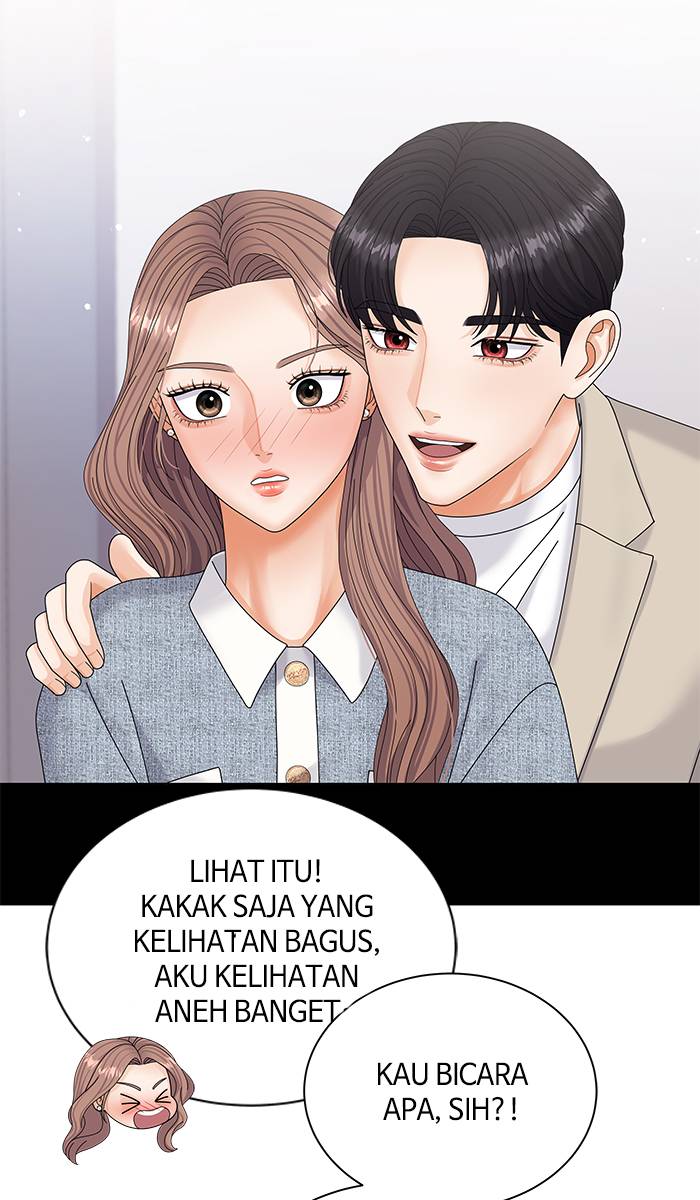 LIHAT ITU!
KAKAK SAJA YANG
KELIHATAN BAGUS,
AKU KELIHATAN
ANEH BANGET
KAU BICARA
APA, SIH?!